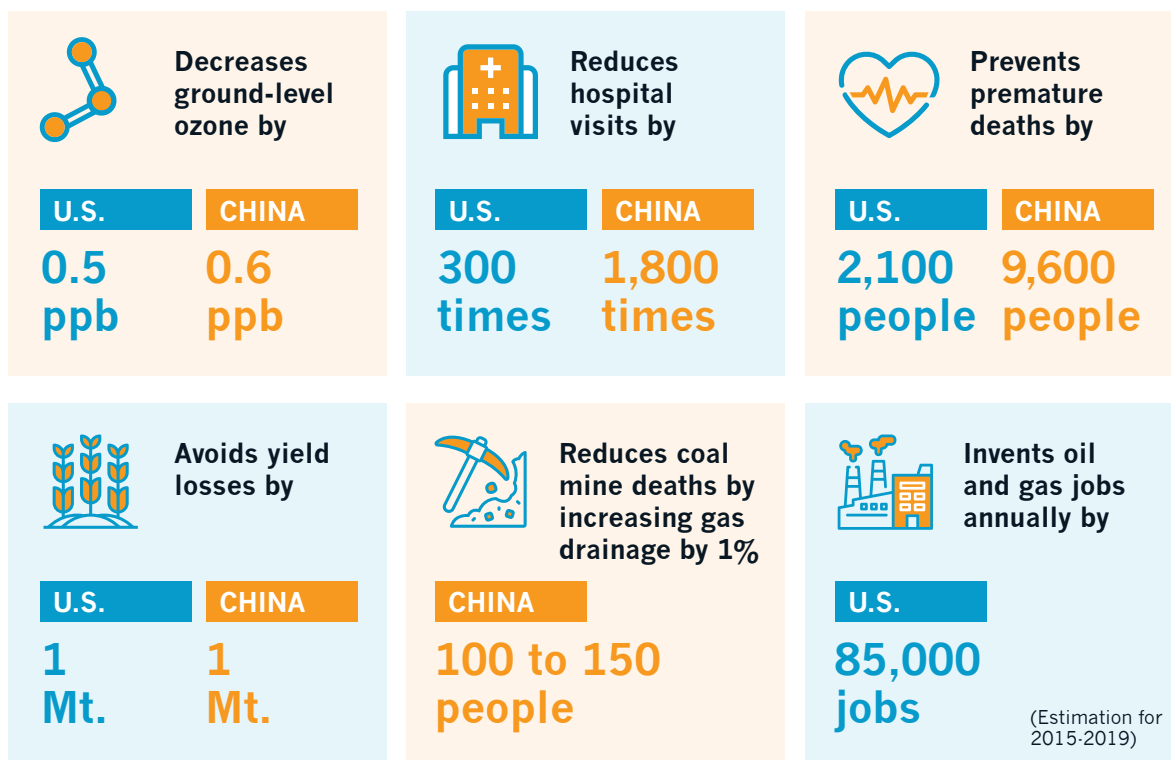 Decreases
ground-level
ozone by
U.S.
CHINA
0.5
ppb
0.6
ppb
Reduces
hospital
visits by
U.S.
CHINA
300
times
1,800
times
Prevents
premature
deaths by
U.S.
CHINA
2,100
people
9,600
people
Avoids yield
losses by
U.S.
CHINA
1
Mt.
1
Mt.
Reduces coal
mine deaths by
increasing gas
drainage by 1%
CHINA
100 to 150
people
Invents oil
and gas jobs
annually by
U.S.
85,000
jobs
(Estimation for
2015-2019)